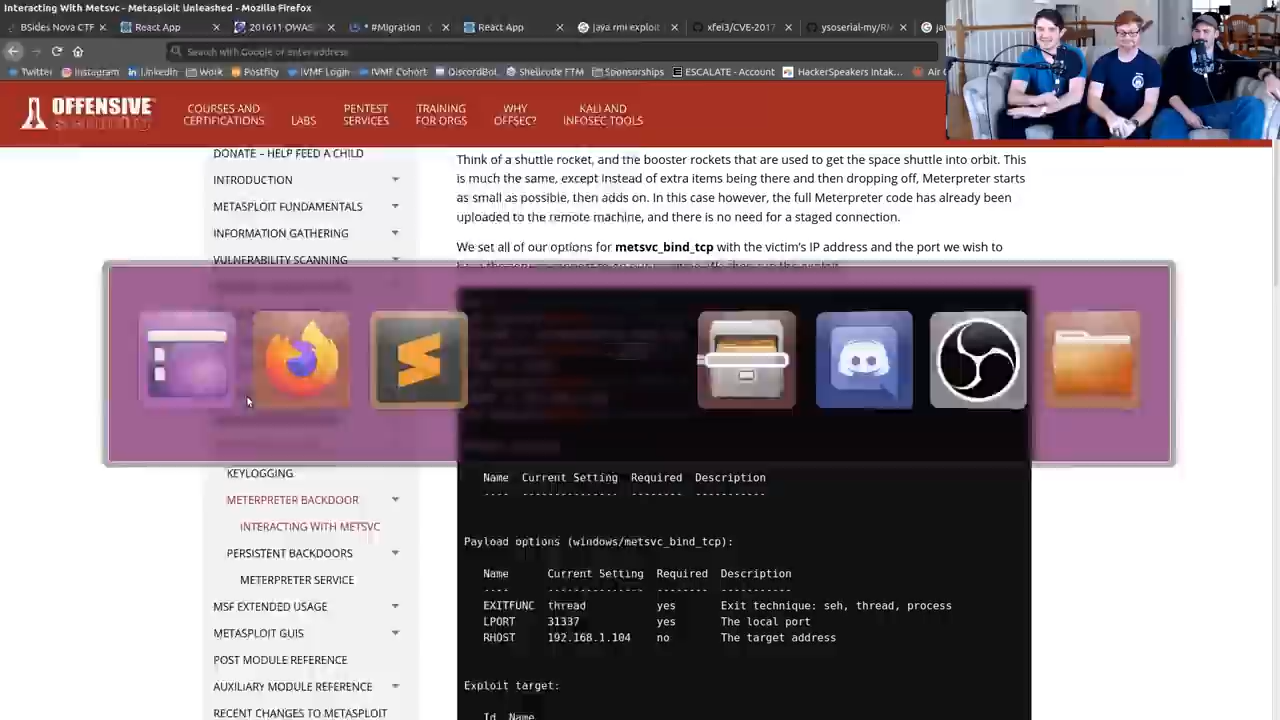 Interacting With Metsvc - Metasploit Unleashed - Mozilla Firefox
BSides Nova CTF
React App
201611 OWAS
* #Migration
React App
java rmi exploit
xfei3/CVE-2017
ysoserial-my/RM
java
Search with Google or enter address
Twitter
Instagram
LinkedIn
Work
PostFity
IVMF Logo
IVMF Cohort
DiscordBot
Shellcode TTM
Sponsorships
ESCALATE - Account
HackerSpeakers Intak…
OFFENSIVE
COURSES AND
CERTIFICATIONS
LABS
PENTEST
SERVICES
TRAINING
FOR ORGS
WHY
OFFSEC?
KALI AND
INFOSEC TOOLS
DONATE – HELP FEED A CHILD
INTRODUCTION
METASPLOIT FUNDAMENTALS
INFORMATION GATHERING
VULNERABILITY SCANNING
KEYLOGGING
METERPRETER BACKDOOR
INTERACTING WITH METSVC
PERSISTENT BACKDOORS
METERPRETER SERVICE
MSF EXTENDED USAGE
METASPLOIT GUIS
POST MODULE REFERENCE
AUXILIARY MODULE REFERENCE
RECENT CHANGES TO METASPLOIT
Think of a shuttle rocket, and the booster rockets that are used to get the space shuttle into orbit. This
is much the same, except instead of extra items being there and then dropping off, Meterpreter starts
as small as possible, then adds on. In this case however, the full Meterpreter code has already been
uploaded to the remote machine, and there is no need for a staged connection.
We set all of our options for metsvc_bind_tcp with the victim's IP address and the port we wish to
Name Current Setting Required Description
---- --------------- -------- -----------
Payload options (windows/metsvc_bind_tcp):
Name Current Setting Required Description
---- --------------- -------- -----------
EXITFUNC thread yes Exit technique: seh, thread, process
LPORT 31337 yes The local port
RHOST 192.168.1.104 no The target address
Exploit target:
Id Name